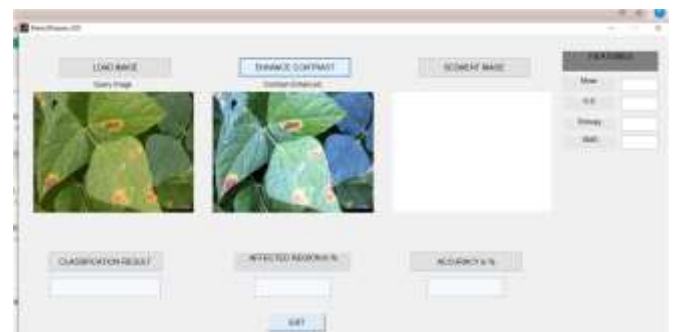 LOAD IMAGE
ENHANCE CONTRAST
SEGMENT IMAGE
FEATURES
Query Image
Contrast Enhanced
Mean
S.D.
Entropy
RMS
CLASSIFICATION RESULT
AFFECTED REGION in %
ACCURACY in %
EXIT